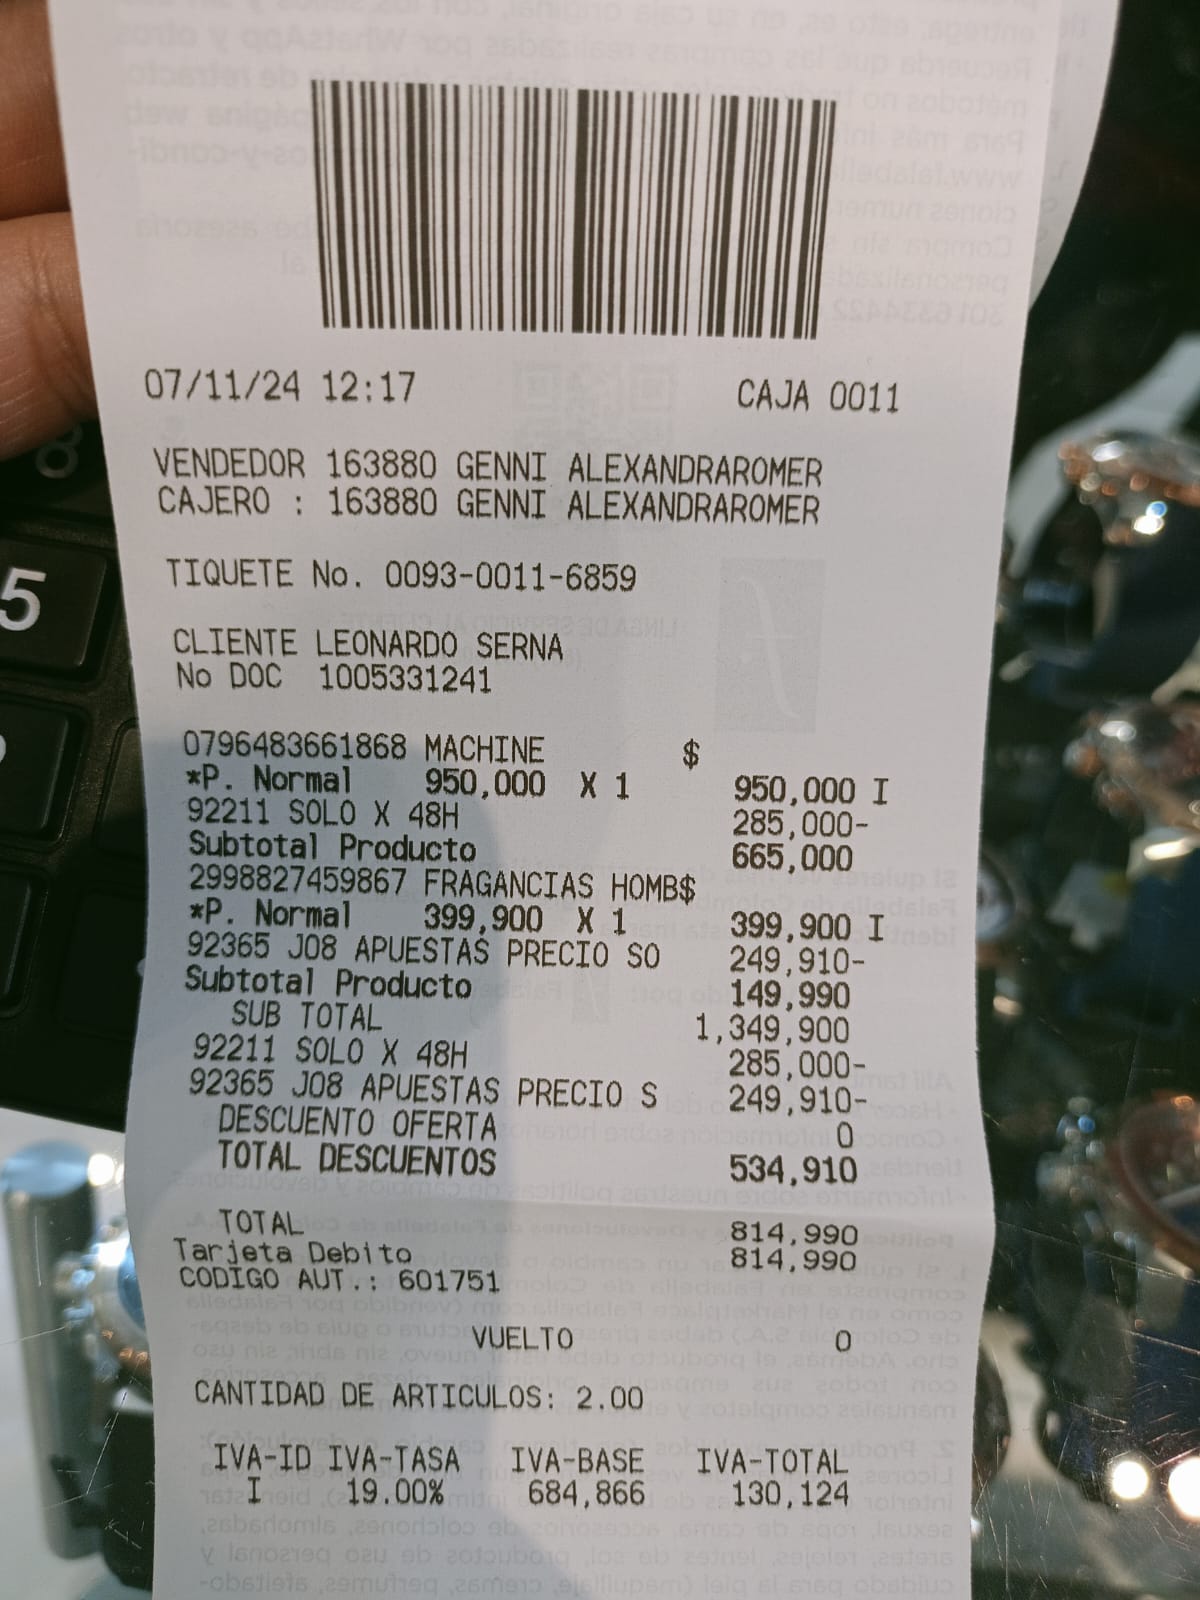 07/11/24 12:17 CAJA 0011
VENDEDOR 163880 GENNI ALEXANDRAROMER
CAJERO : 163880 GENNI ALEXANDRAROMER
TIQUETE No. 0093-0011-6859
CLIENTE LEONARDO SERNA
No DOC 1005331241
0796483661868 MACHINE $
*P. Normal 950,000 X 1 950,000 I
92211 SOLO X 48H 285,000-
Subtotal Producto 665,000
2998827459867 FRAGANCIAS HOMB$
*P. Normal 399,900 X 1 399,900 I
92365 J08 APUESTAS PRECIO SO 249,910-
Subtotal Producto 149,990
SUB TOTAL 1,349,900
92211 SOLO X 48H 285,000-
92365 J08 APUESTAS PRECIO S 249,910-
DESCUENTO OFERTA 0
TOTAL DESCUENTOS 534,910
TOTAL 814,990
Tarjeta Debito 814,990
CODIGO AUT.: 601751
VUELTO 0
CANTIDAD DE ARTICULOS: 2.00
IVA-ID IVA-TASA IVA-BASE IVA-TOTAL
I 19.00% 684,866 130,124
5
8